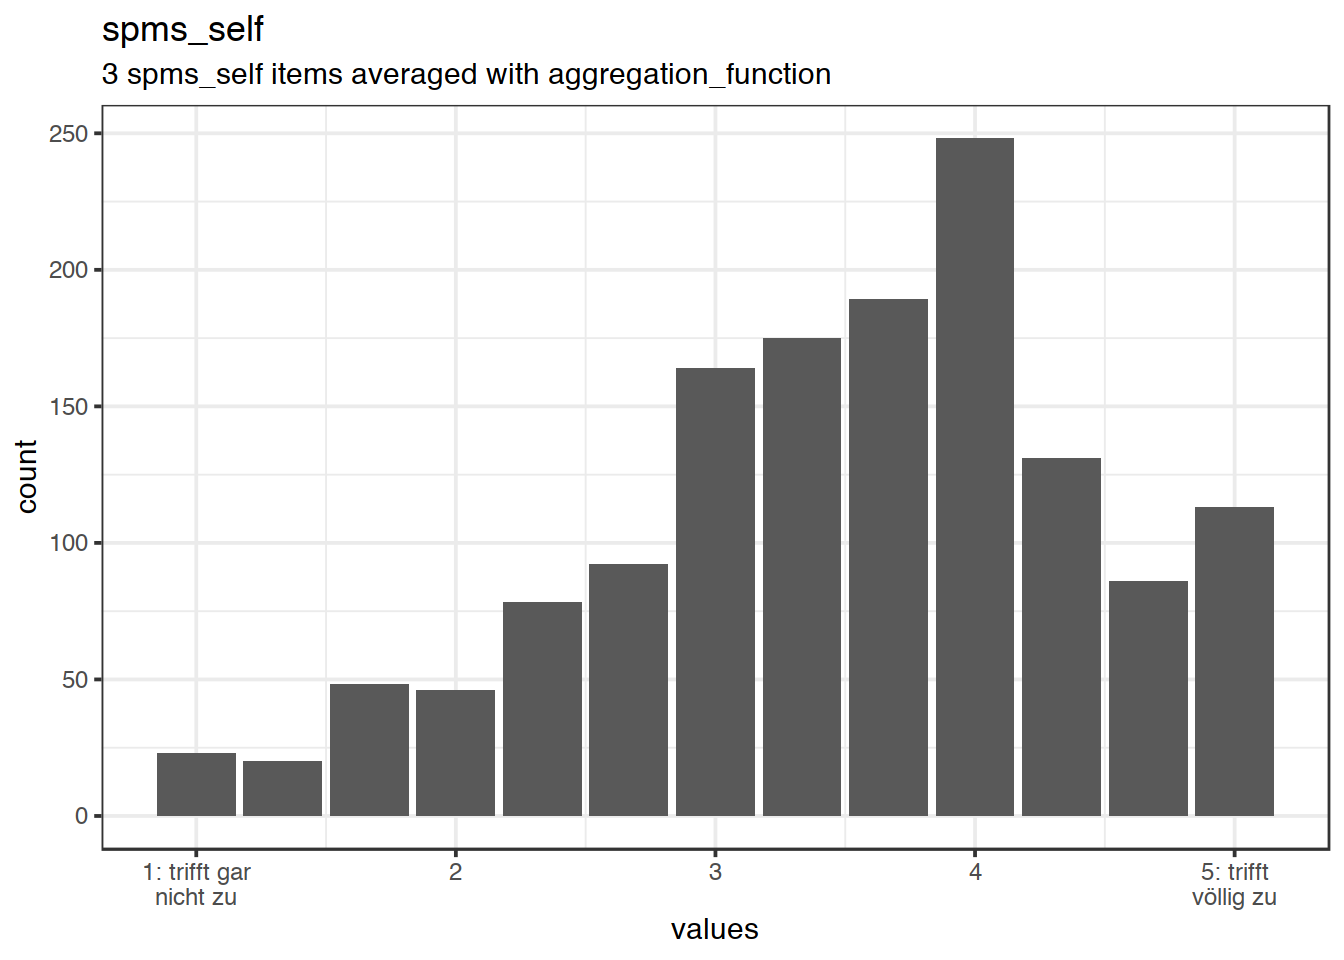 spms_self
3 spms_self items averaged with aggregation_function
250
200
150
100
50
0
count
1: trifft gar
nicht zu
2
3
4
5: trifft
völlig zu
values